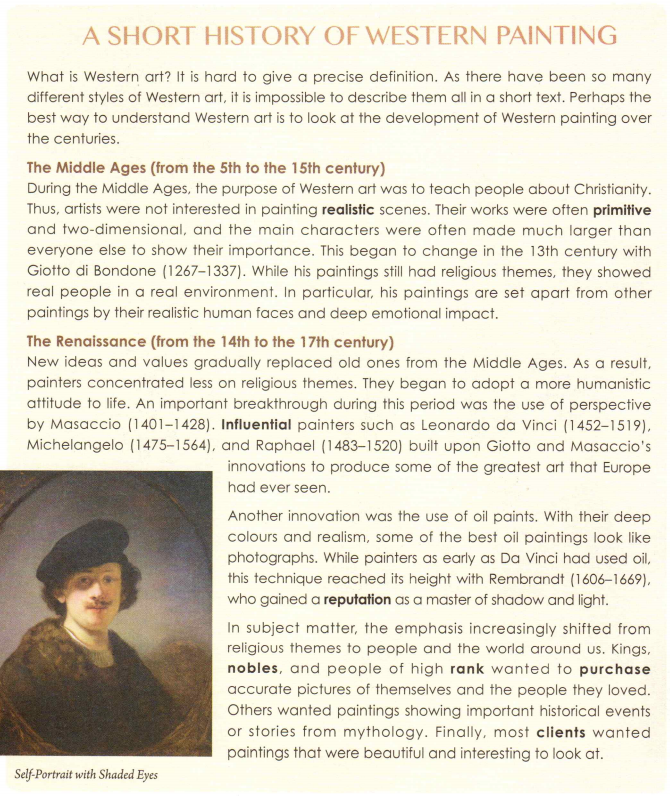 A SHORT HISTORY OF WESTERN PAINTING
What is Western art? It is hard to give a precise definition. As there have been so many
different styles of Western art, it is impossible to describe them all in a short text. Perhaps the
best way to understand Western art is to look at the development of Western painting over
the centuries.
The Middle Ages (from the 5th to the 15th century)
During the Middle Ages, the purpose of Western art was to teach people about Christianity.
Thus, artists were not interested in painting realistic scenes. Their works were often primitive
and two-dimensional, and the main characters were often made much larger than
everyone else to show their importance. This began to change in the 13th century with
Giotto di Bondone (1267–1337). While his paintings still had religious themes, they showed
real people in a real environment. In particular, his paintings are set apart from other
paintings by their realistic human faces and deep emotional impact.
The Renaissance (from the 14th to the 17th century)
New ideas and values gradually replaced old ones from the Middle Ages. As a result,
painters concentrated less on religious themes. They began to adopt a more humanistic
attitude to life. An important breakthrough during this period was the use of perspective
by Masaccio (1401–1428). Influential painters such as Leonardo da Vinci (1452–1519),
Michelangelo (1475–1564), and Raphael (1483–1520) built upon Giotto and Masaccio's
innovations to produce some of the greatest art that Europe
had ever seen.
Another innovation was the use of oil paints. With their deep
colours and realism, some of the best oil paintings look like
photographs. While painters as early as Da Vinci had used oil,
this technique reached its height with Rembrandt (1606–1669),
who gained a reputation as a master of shadow and light.
In subject matter, the emphasis increasingly shifted from
religious themes to people and the world around us. Kings,
nobles, and people of high rank wanted to purchase
accurate pictures of themselves and the people they loved.
Others wanted paintings showing important historical events
or stories from mythology. Finally, most clients wanted
paintings that were beautiful and interesting to look at.
Self-Portrait with Shaded Eyes